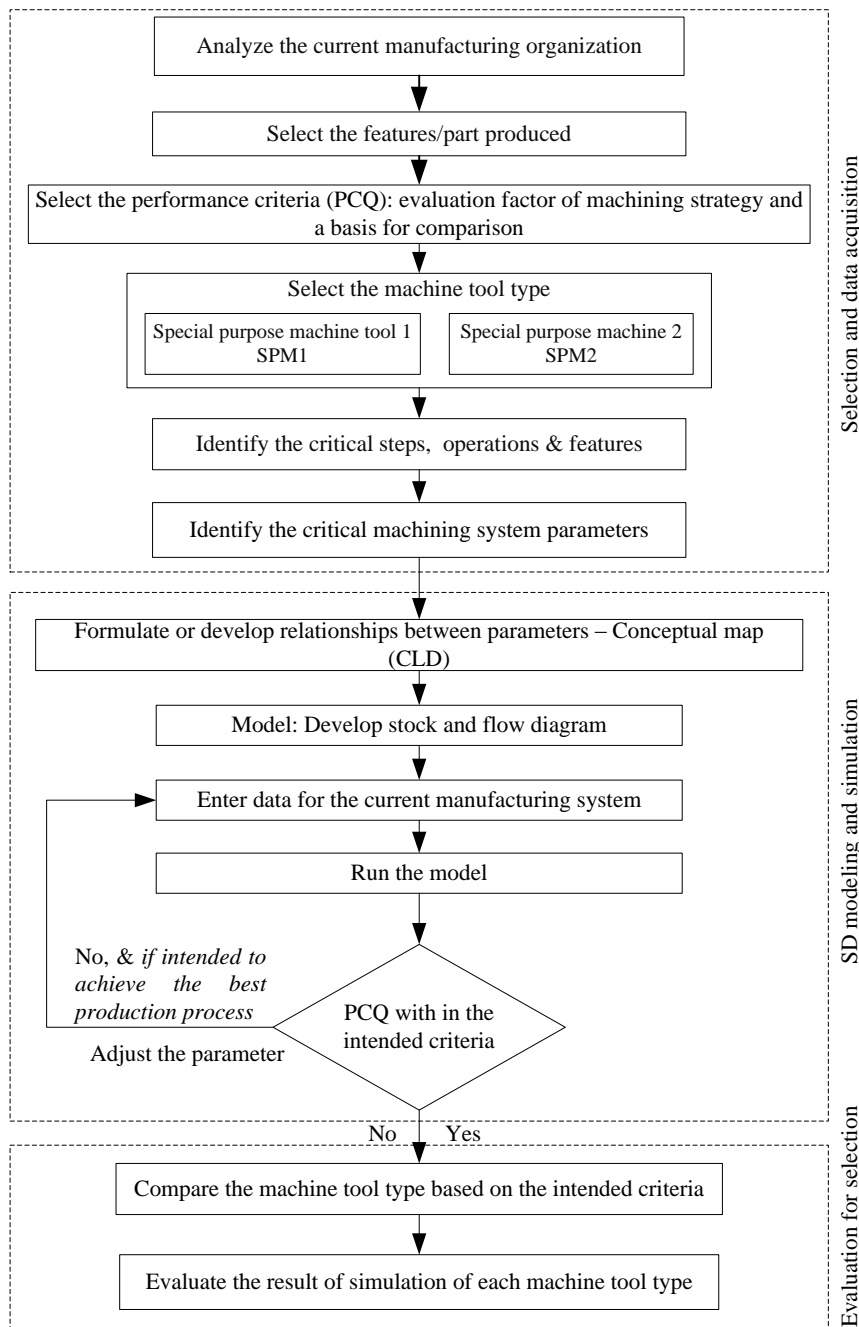 Analyze the current manufacturing organization
Select the features/part produced
Select the performance criteria (PCQ): evaluation factor of machining strategy and
a basis for comparison
Select the machine tool type
Special purpose machine tool 1
SPM1
Special purpose machine 2
SPM2
Identify the critical steps, operations & features
Identify the critical machining system parameters
Selection and data acquisition
Formulate or develop relationships between parameters – Conceptual map
(CLD)
Model: Develop stock and flow diagram
Enter data for the current manufacturing system
Run the model
No, & if intended to
achieve the best
production process
Adjust the parameter
PCQ with in the
intended criteria
SD modeling and simulation
No Yes
Compare the machine tool type based on the intended criteria
Evaluate the result of simulation of each machine tool type
Evaluation for selection